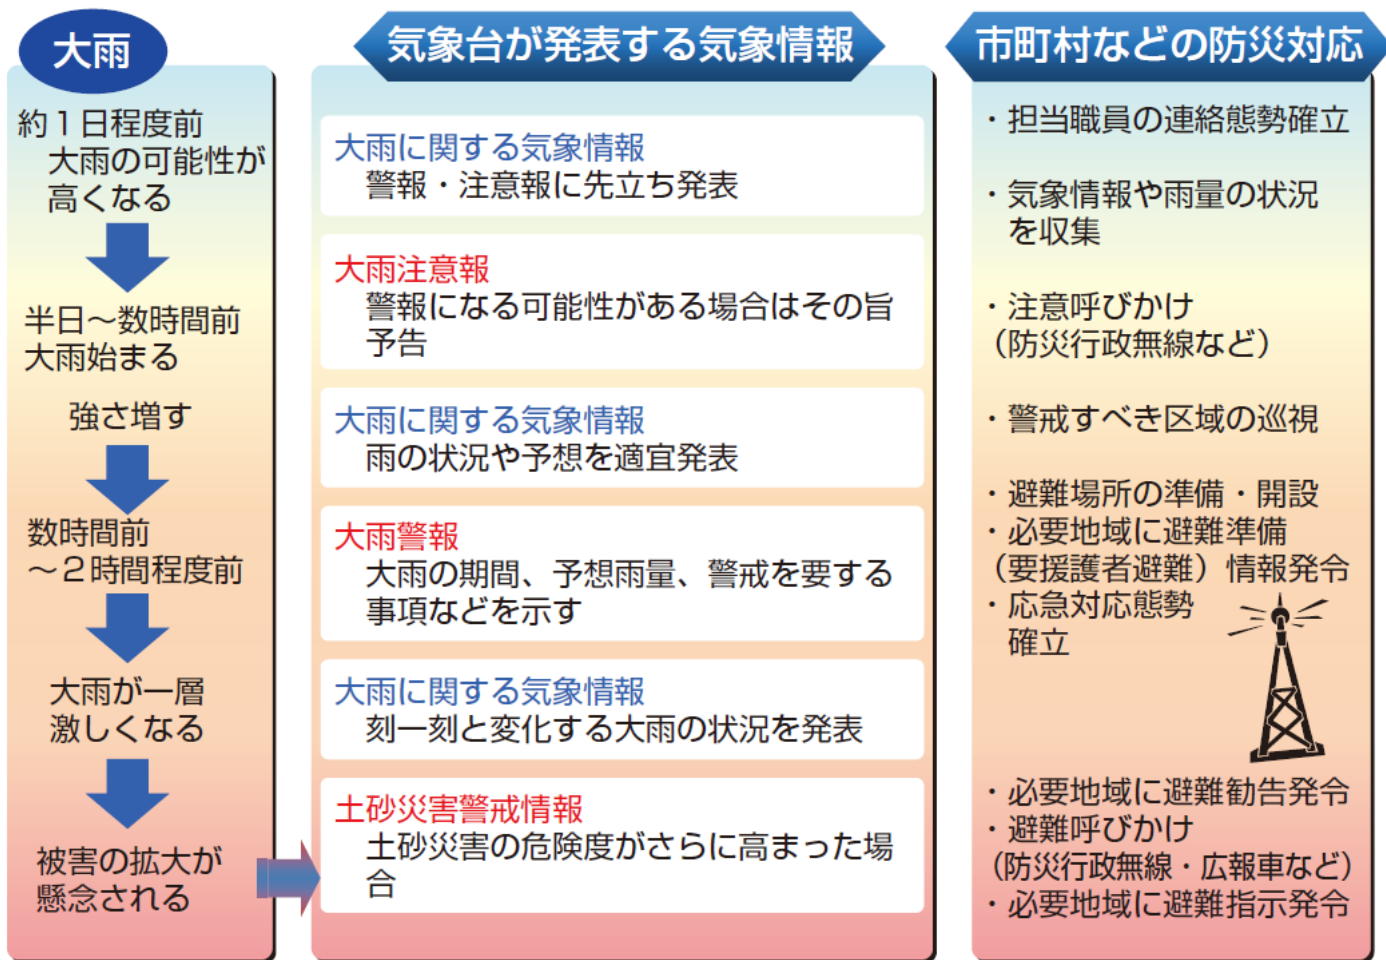 大雨
約１日程度前
大雨の可能性が
高くなる
半日～数時間前
大雨始まる
強さ増す
数時間前
～２時間程度前
大雨が一層
激しくなる
被害の拡大が
懸念される
気象台が発表する気象情報
大雨に関する気象情報
警報・注意報に先立ち発表
大雨注意報
警報になる可能性がある場合はその旨
予告
大雨に関する気象情報
雨の状況や予想を適宜発表
大雨警報
大雨の期間、予想雨量、警戒を要する
事項などを示す
大雨に関する気象情報
刻一刻と変化する大雨の状況を発表
土砂災害警戒情報
土砂災害の危険度がさらに高まった場
合
市町村などの防災対応
・担当職員の連絡態勢確立
・気象情報や雨量の状況
を収集
・注意呼びかけ
（防災行政無線など）
・警戒すべき区域の巡視
・避難場所の準備・開設
・必要地域に避難準備
（要援護者避難）情報発令
・応急対応態勢
確立
・必要地域に避難勧告発令
・避難呼びかけ
（防災行政無線・広報車など）
・必要地域に避難指示発令